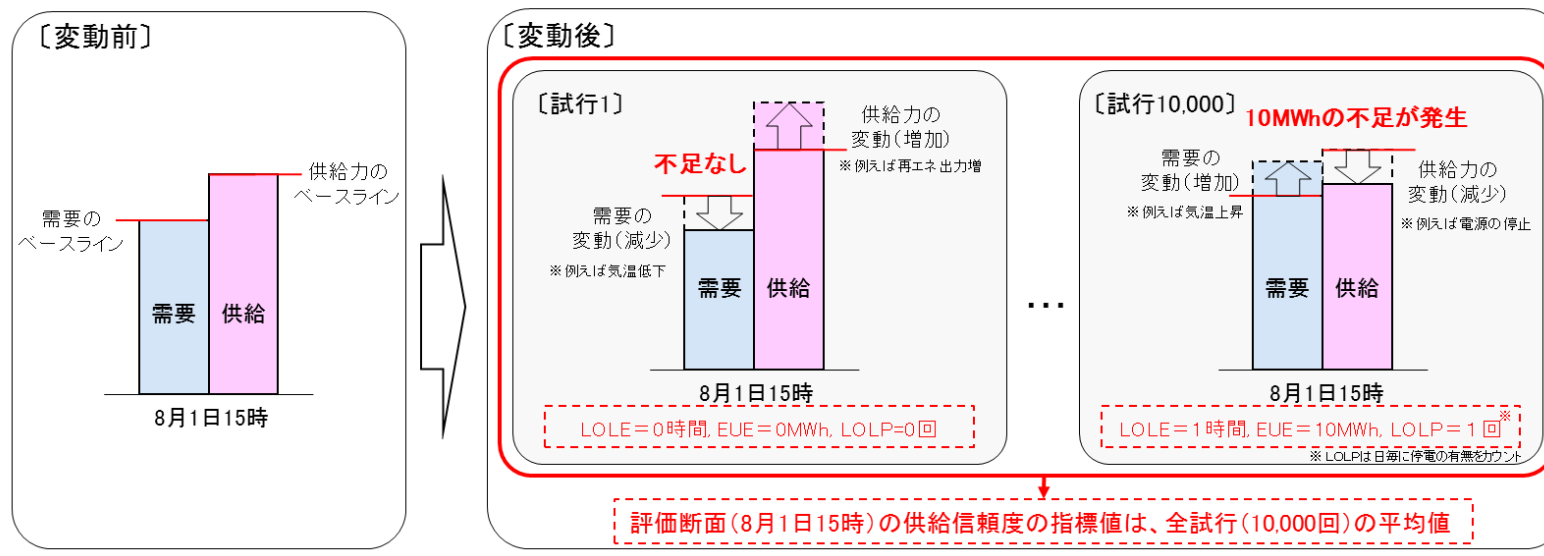 〔変動前〕
供給力の
ベースライン
需要の
ベースライン
需要
供給
8月1日15時
〔変動後〕
〔試行1〕
供給力の
変動(増加)
※例えば再エネ出力増
不足なし
需要の
変動(減少)
※例えば気温低下
需要
供給
8月1日15時
LOLE=0時間, EUE=0MWh, LOLP=0回
…
〔試行10,000〕
10MWhの不足が発生
需要の
変動(増加)
※例えば気温上昇
供給力の
変動(減少)
※例えば電源の停止
需要
供給
8月1日15時
LOLE=1時間, EUE=10MWh, LOLP=1回※
※LOLPは日毎に停電の有無をカウント
評価断面(8月1日15時)の供給信頼度の指標値は、全試行(10,000回)の平均値